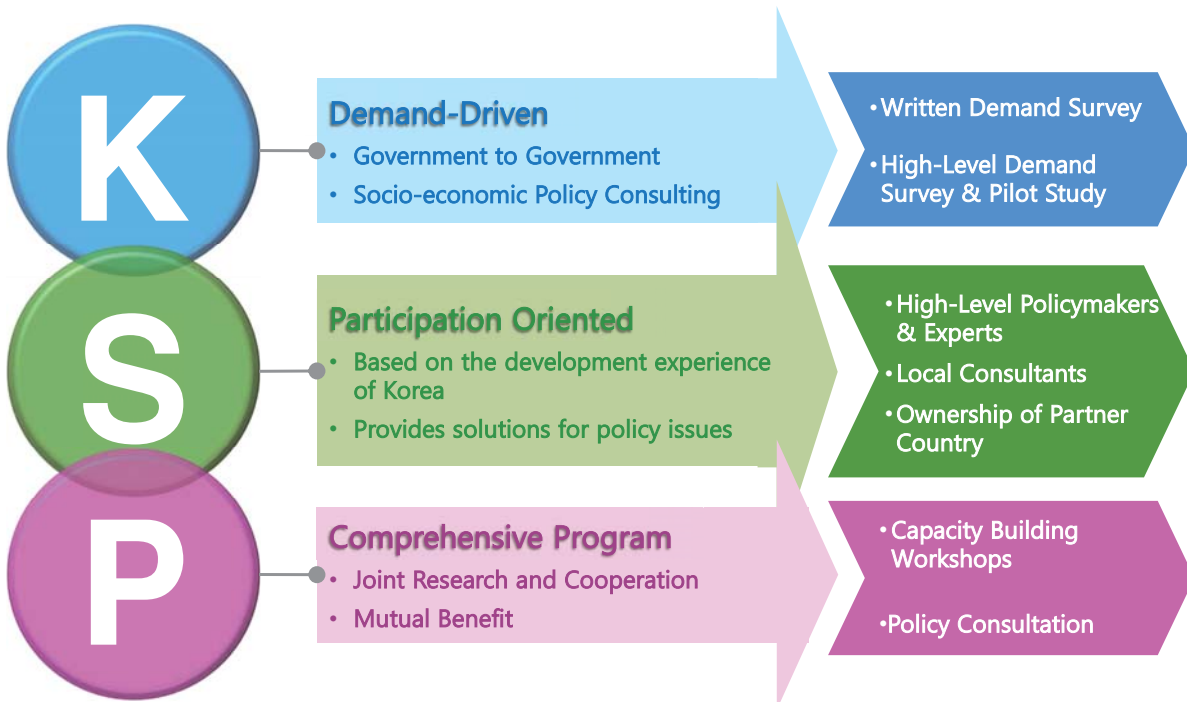 K
Demand-Driven
• Government to Government
• Socio-economic Policy Consulting
•Written Demand Survey
•High-Level Demand
Survey & Pilot Study
S
Participation Oriented
• Based on the development experience
of Korea
• Provides solutions for policy issues
•High-Level Policymakers
& Experts
•Local Consultants
•Ownership of Partner
Country
P
Comprehensive Program
• Joint Research and Cooperation
• Mutual Benefit
•Capacity Building
Workshops
•Policy Consultation